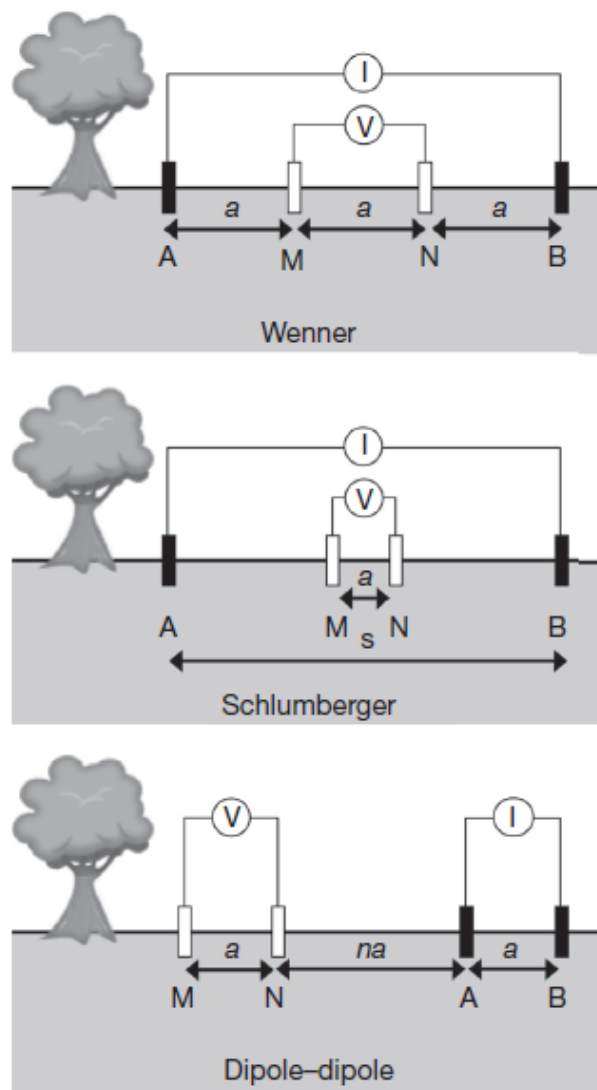 I
V
a a a
A M N B
Wenner
I
V
a
A M N B
s
Schlumberger
V I
a na a
M N A B
Dipole–dipole